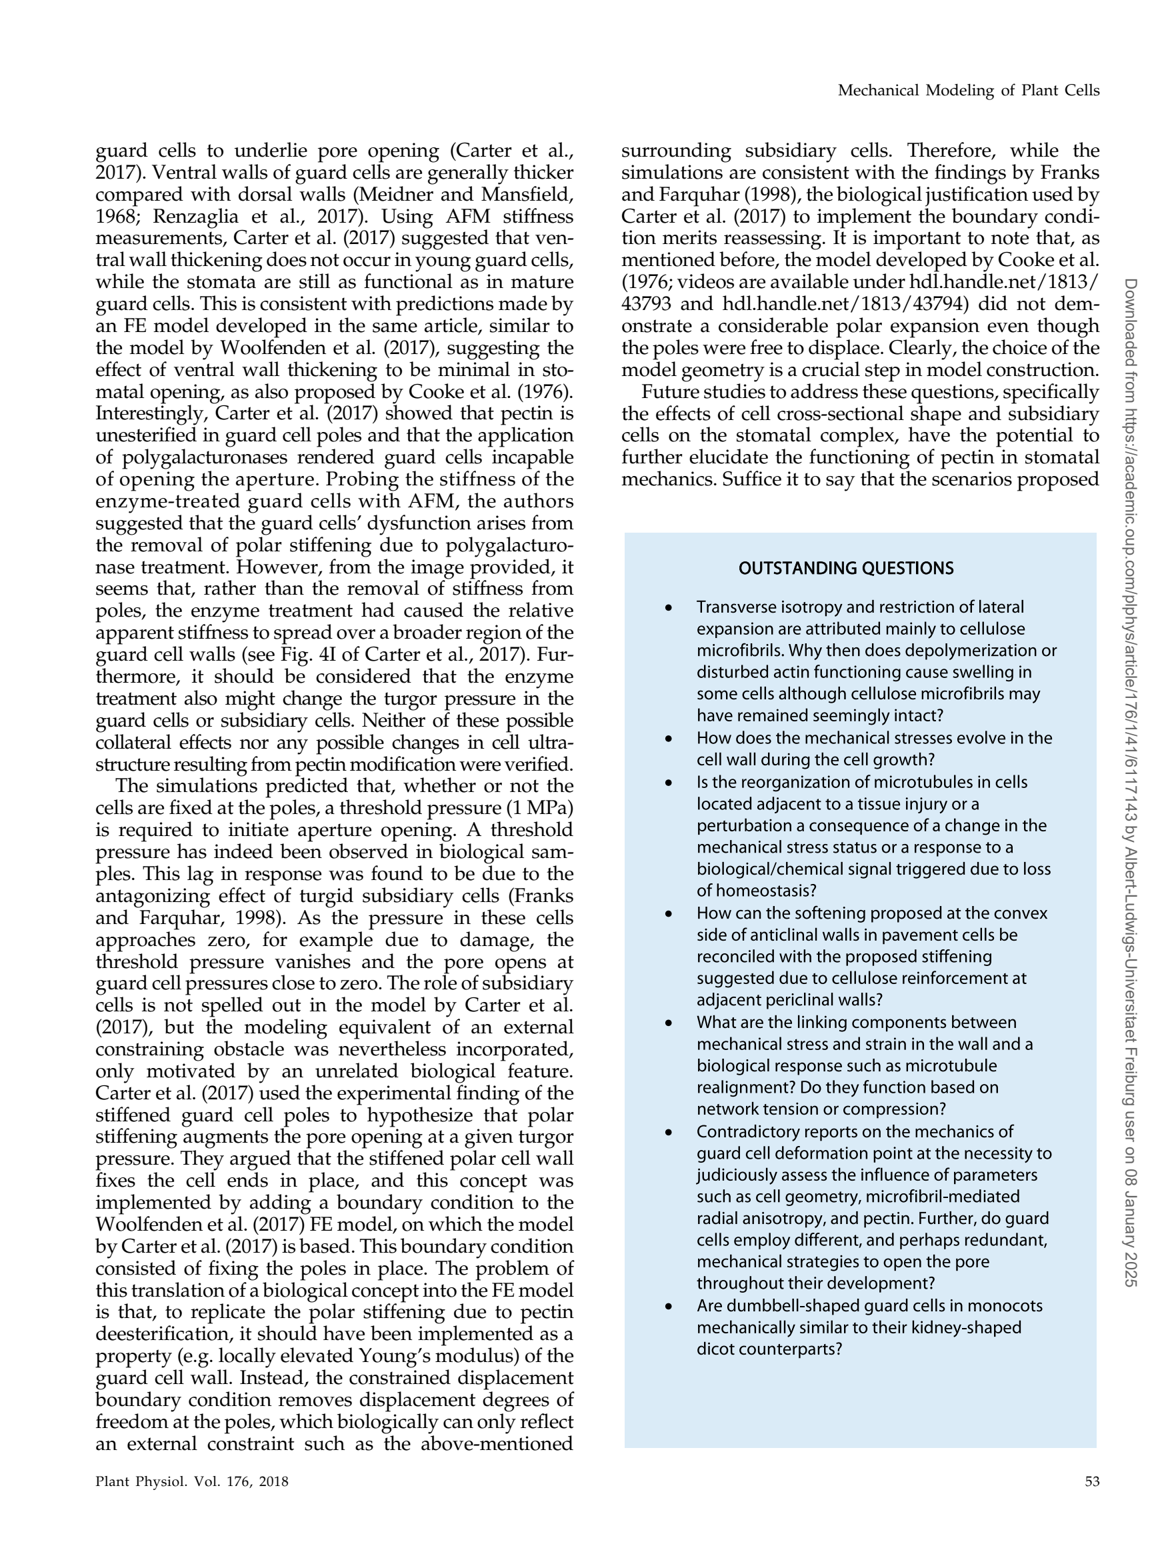 Mechanical Modeling of Plant Cells
guard cells to underlie pore opening (Carter et al.,
2017). Ventral walls of guard cells are generally thicker
compared with dorsal walls (Meidner and Mansfield,
1968; Renzaglia et al., 2017). Using AFM stiffness
measurements, Carter et al. (2017) suggested that ven-
tral wall thickening does not occur in young guard cells,
while the stomata are still as functional as in mature
guard cells. This is consistent with predictions made by
an FE model developed in the same article, similar to
the model by Woolfenden et al. (2017), suggesting the
effect of ventral wall thickening to be minimal in sto-
matal opening, as also proposed by Cooke et al. (1976).
Interestingly, Carter et al. (2017) showed that pectin is
unesterified in guard cell poles and that the application
of polygalacturonases rendered guard cells incapable
of opening the aperture. Probing the stiffness of the
enzyme-treated guard cells with AFM, the authors
suggested that the guard cells' dysfunction arises from
the removal of polar stiffening due to polygalacturo-
nase treatment. However, from the image provided, it
seems that, rather than the removal of stiffness from
poles, the enzyme treatment had caused the relative
apparent stiffness to spread over a broader region of the
guard cell walls (see Fig. 4I of Carter et al., 2017). Fur-
thermore, it should be considered that the enzyme
treatment also might change the turgor pressure in the
guard cells or subsidiary cells. Neither of these possible
collateral effects nor any possible changes in cell ultra-
structure resulting from pectin modification were verified.
The simulations predicted that, whether or not the
cells are fixed at the poles, a threshold pressure (1 MPa)
is required to initiate aperture opening. A threshold
pressure has indeed been observed in biological sam-
ples. This lag in response was found to be due to the
antagonizing effect of turgid subsidiary cells (Franks
and Farquhar, 1998). As the pressure in these cells
approaches zero, for example due to damage, the
threshold pressure vanishes and the pore opens at
guard cell pressures close to zero. The role of subsidiary
cells is not spelled out in the model by Carter et al.
(2017), but the modeling equivalent of an external
constraining obstacle was nevertheless incorporated,
only motivated by an unrelated biological feature.
Carter et al. (2017) used the experimental finding of the
stiffened guard cell poles to hypothesize that polar
stiffening augments the pore opening at a given turgor
pressure. They argued that the stiffened polar cell wall
fixes the cell ends in place, and this concept was
implemented by adding a boundary condition to the
Woolfenden et al. (2017) FE model, on which the model
by Carter et al. (2017) is based. This boundary condition
consisted of fixing the poles in place. The problem of
this translation of a biological concept into the FE model
is that, to replicate the polar stiffening due to pectin
deesterification, it should have been implemented as a
property (e.g. locally elevated Young's modulus) of the
guard cell wall. Instead, the constrained displacement
boundary condition removes displacement degrees of
freedom at the poles, which biologically can only reflect
an external constraint such as the above-mentioned
surrounding subsidiary cells. Therefore, while the
simulations are consistent with the findings by Franks
and Farquhar (1998), the biological justification used by
Carter et al. (2017) to implement the boundary condi-
tion merits reassessing. It is important to note that, as
mentioned before, the model developed by Cooke et al.
(1976; videos are available under hdl.handle.net/1813/
43793 and hdl.handle.net/1813/43794) did not dem-
onstrate a considerable polar expansion even though
the poles were free to displace. Clearly, the choice of the
model geometry is a crucial step in model construction.
Future studies to address these questions, specifically
the effects of cell cross-sectional shape and subsidiary
cells on the stomatal complex, have the potential to
further elucidate the functioning of pectin in stomatal
mechanics. Suffice it to say that the scenarios proposed
OUTSTANDING QUESTIONS
• Transverse isotropy and restriction of lateral
expansion are attributed mainly to cellulose
microfibrils. Why then does depolymerization or
disturbed actin functioning cause swelling in
some cells although cellulose microfibrils may
have remained seemingly intact?
• How does the mechanical stresses evolve in the
cell wall during the cell growth?
• Is the reorganization of microtubules in cells
located adjacent to a tissue injury or a
perturbation a consequence of a change in the
mechanical stress status or a response to a
biological/chemical signal triggered due to loss
of homeostasis?
• How can the softening proposed at the convex
side of anticlinal walls in pavement cells be
reconciled with the proposed stiffening
suggested due to cellulose reinforcement at
adjacent periclinal walls?
• What are the linking components between
mechanical stress and strain in the wall and a
biological response such as microtubule
realignment? Do they function based on
network tension or compression?
• Contradictory reports on the mechanics of
guard cell deformation point at the necessity to
judiciously assess the influence of parameters
such as cell geometry, microfibril-mediated
radial anisotropy, and pectin. Further, do guard
cells employ different, and perhaps redundant,
mechanical strategies to open the pore
throughout their development?
• Are dumbbell-shaped guard cells in monocots
mechanically similar to their kidney-shaped
dicot counterparts?
Plant Physiol. Vol. 176, 2018
53
Downloaded from https://academic.oup.com/plphys/article/176/1/41/6117143 by Albert-Ludwigs-Universitaet Freiburg user on 08 January 2025